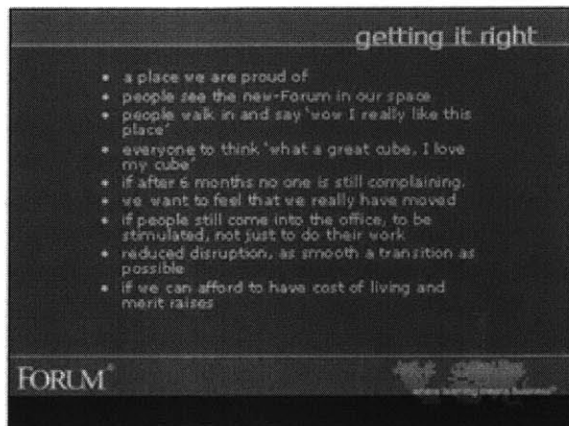 getting it right
• a place we are proud of
• people see the new-Forum in our space
• people walk in and say 'wow I really like this
place'
• everyone to think 'what a great cube, I love
my cube'
• if after 6 months no one is still complaining.
• we want to feel that we really have moved
• if people still come into the office, to be
stimulated, not just to do their work
• reduced disruption, as smooth a transition as
possible
• if we can afford to have cost of living and
merit raises
FORUM®
where learning means business℠